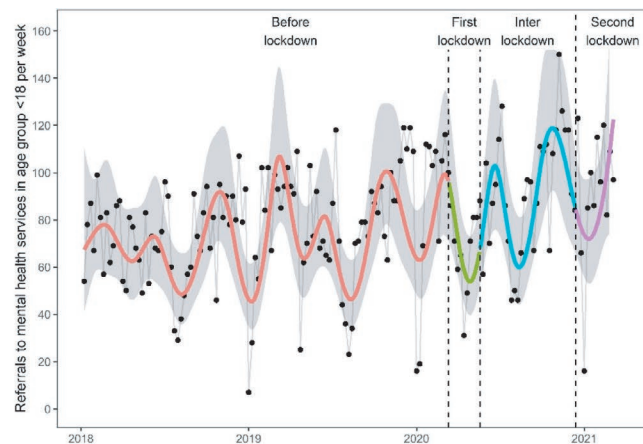 Before
lockdown
First
lockdown
Inter
lockdown
Second
lockdown
Referrals to mental health services in age group <18 per week
160
140
120
100
80
60
40
20
0
2018
2019
2020
2021